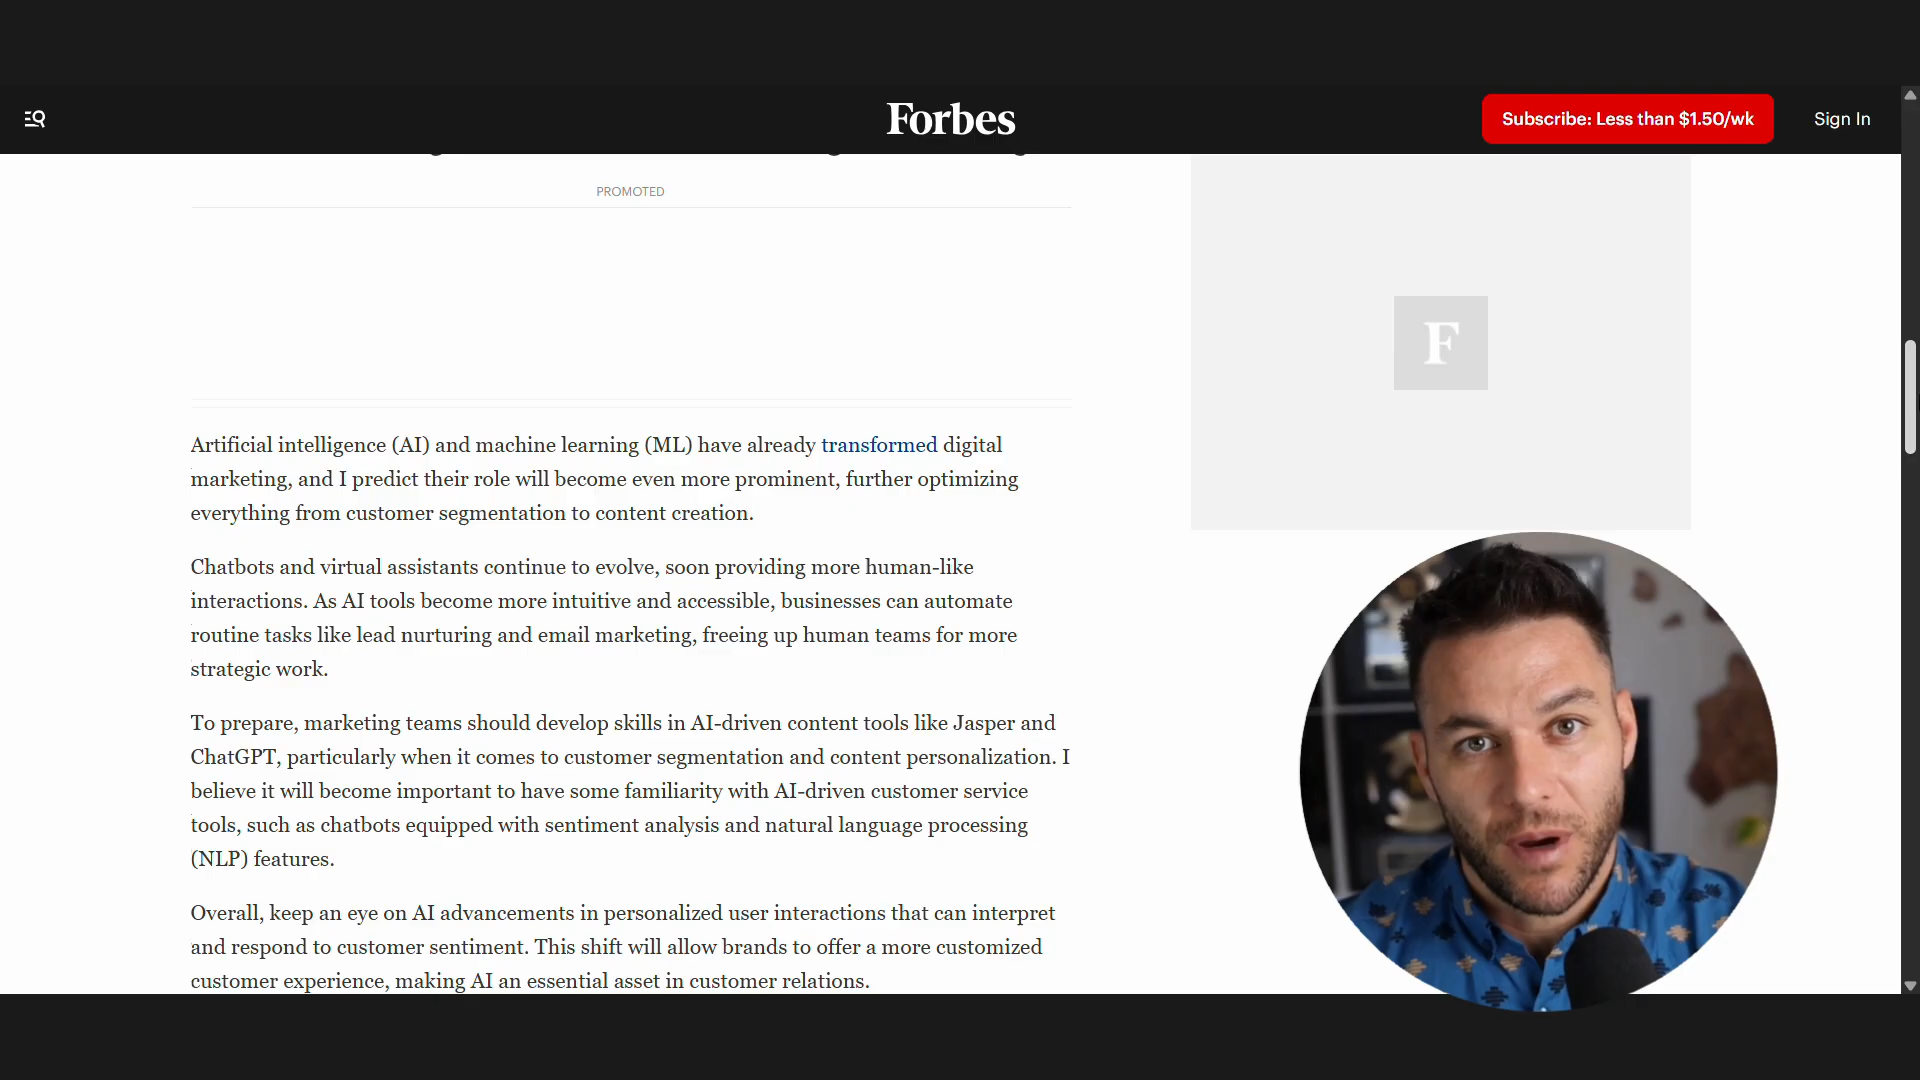 Forbes
Subscribe: Less than $1.50/wk
Sign In
PROMOTED
F
Artificial intelligence (AI) and machine learning (ML) have already transformed digital
marketing, and I predict their role will become even more prominent, further optimizing
everything from customer segmentation to content creation.
Chatbots and virtual assistants continue to evolve, soon providing more human-like
interactions. As AI tools become more intuitive and accessible, businesses can automate
routine tasks like lead nurturing and email marketing, freeing up human teams for more
strategic work.
To prepare, marketing teams should develop skills in AI-driven content tools like Jasper and
ChatGPT, particularly when it comes to customer segmentation and content personalization. I
believe it will become important to have some familiarity with AI-driven customer service
tools, such as chatbots equipped with sentiment analysis and natural language processing
(NLP) features.
Overall, keep an eye on AI advancements in personalized user interactions that can interpret
and respond to customer sentiment. This shift will allow brands to offer a more customized
customer experience, making AI an essential asset in customer relations.